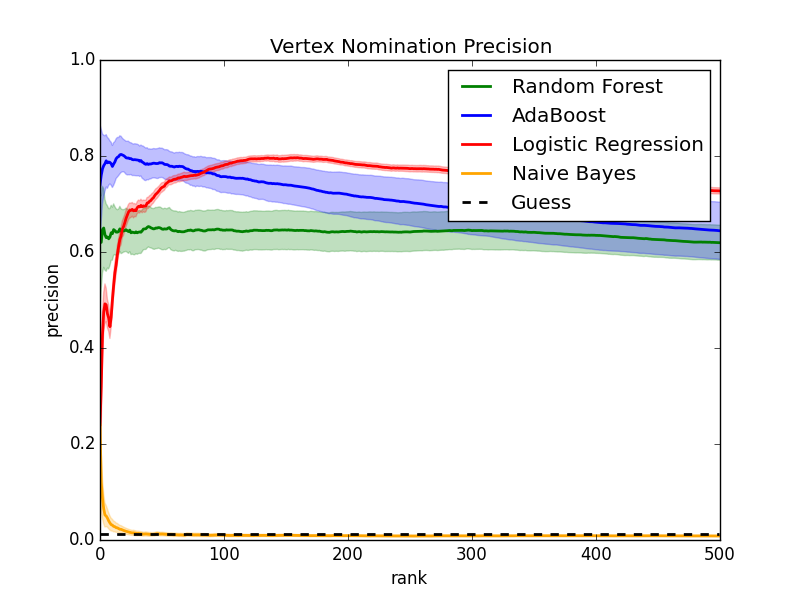 Vertex Nomination Precision
1.0
0.8
0.6
0.4
0.2
0.0
precision
Random Forest
AdaBoost
Logistic Regression
Naive Bayes
Guess
0 100 200 300 400 500
rank